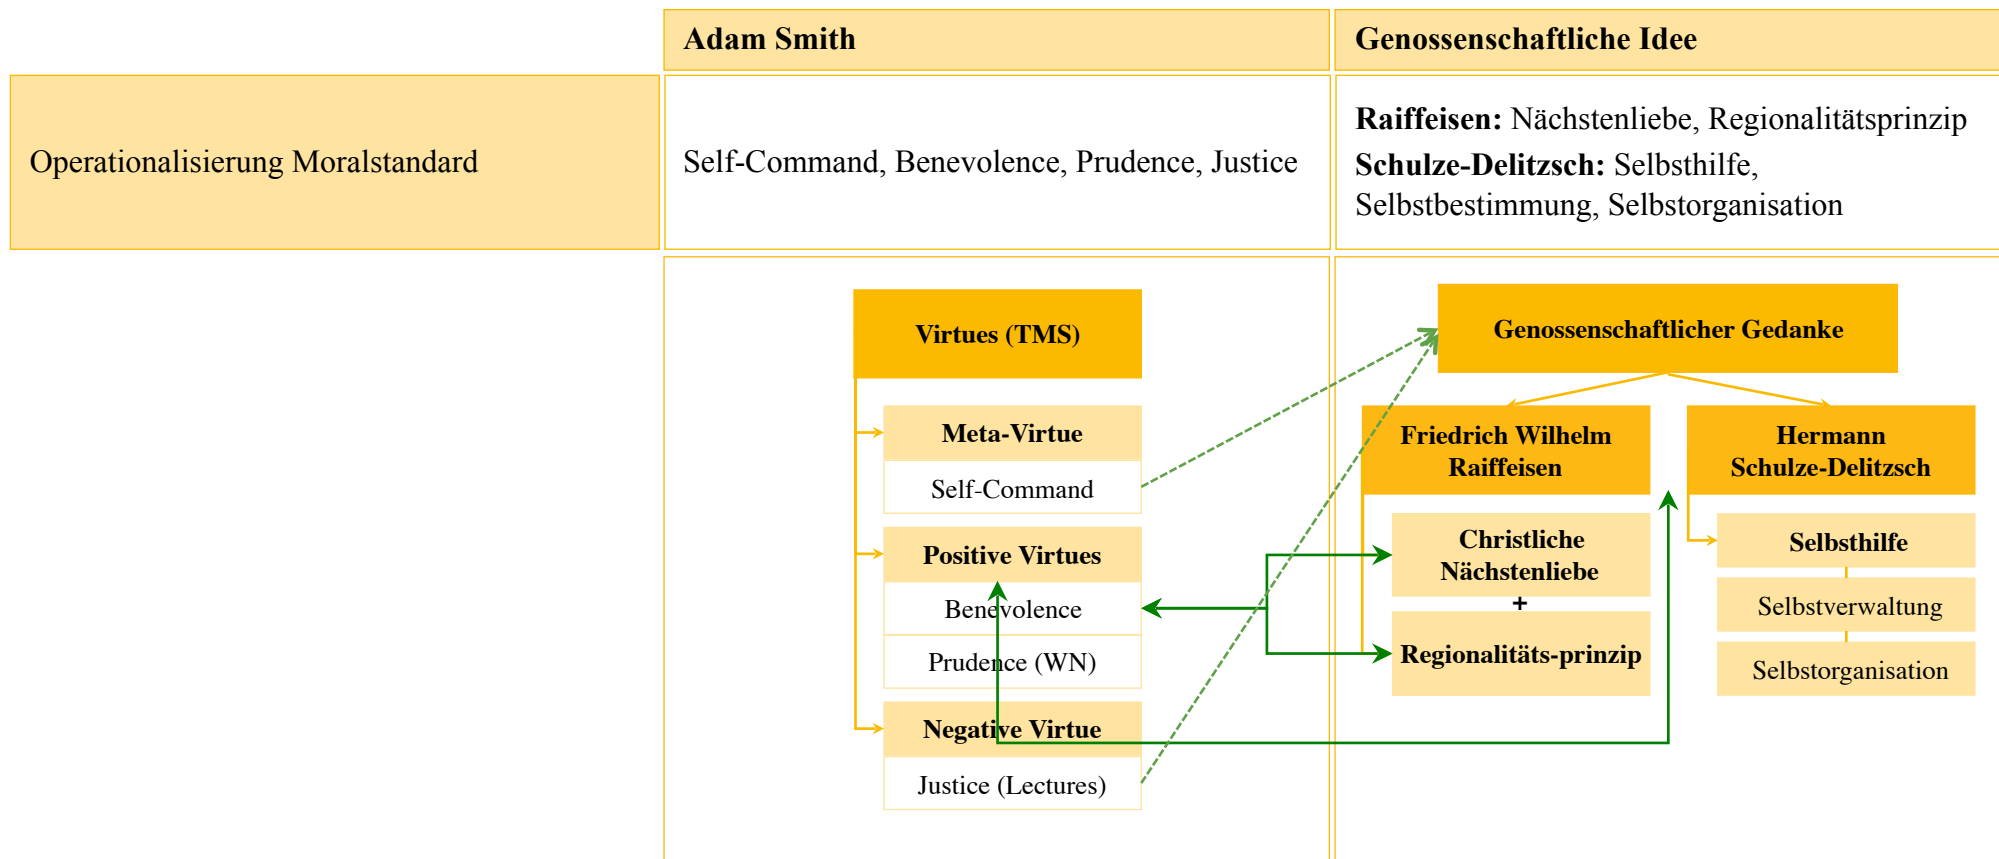 Adam Smith
Genossenschaftliche Idee
Operationalisierung Moralstandard
Self-Command, Benevolence, Prudence, Justice
Raiffeisen: Nächstenliebe, Regionalitätsprinzip
Schulze-Delitzsch: Selbsthilfe,
Selbstbestimmung, Selbstorganisation
Virtues (TMS)
Meta-Virtue
Self-Command
Positive Virtues
Benevolence
Prudence (WN)
Negative Virtue
Justice (Lectures)
Genossenschaftlicher Gedanke
Friedrich Wilhelm
Raiffeisen
Christliche
Nächstenliebe
+
Regionalitäts-prinzip
Hermann
Schulze-Delitzsch
Selbsthilfe
Selbstverwaltung
Selbstorganisation